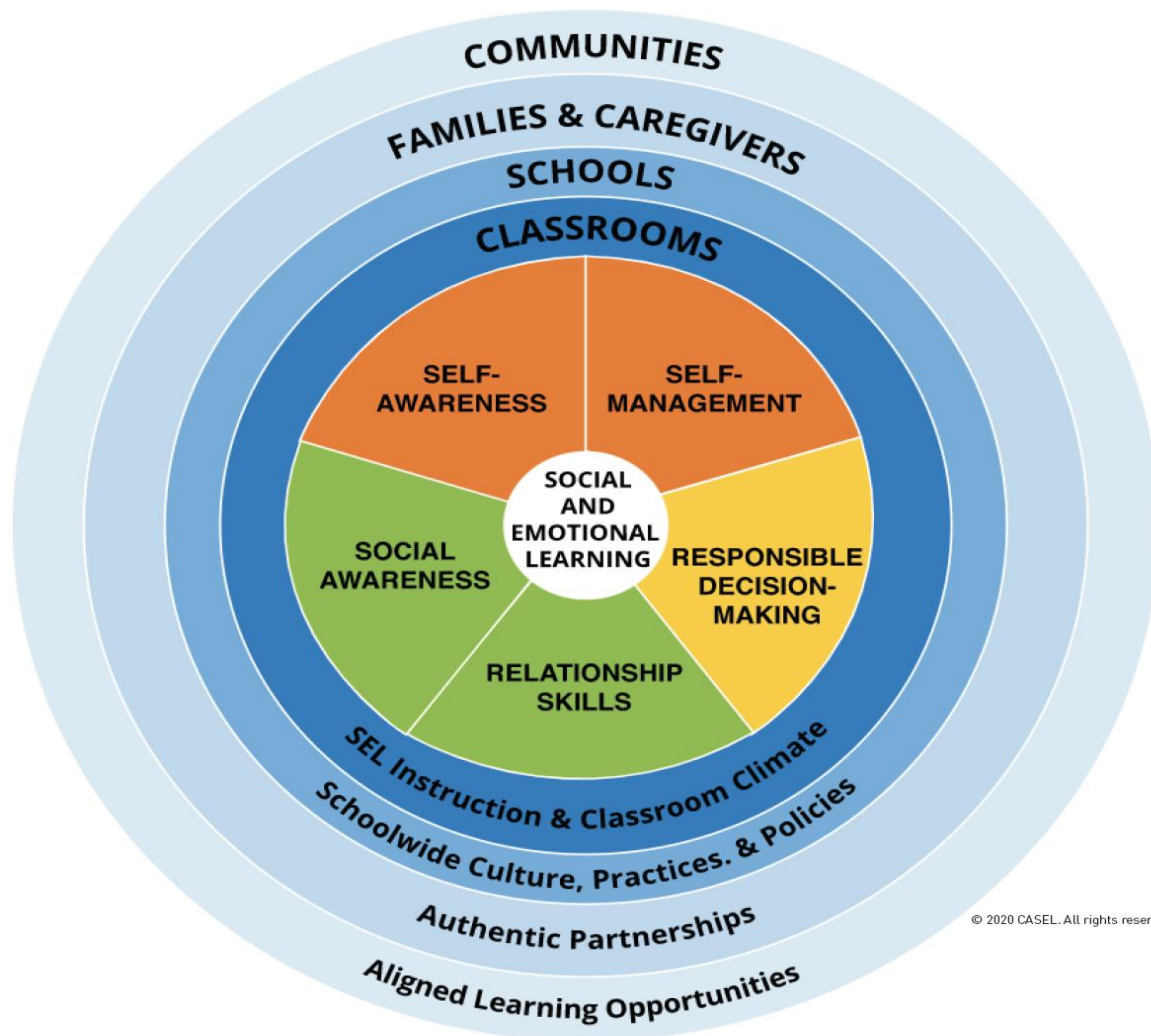 COMMUNITIES
FAMILIES & CAREGIVERS
SCHOOLS
CLASSROOMS
SELF-
AWARENESS
SELF-
MANAGEMENT
SOCIAL
AND
EMOTIONAL
LEARNING
SOCIAL
AWARENESS
RESPONSIBLE
DECISION-
MAKING
RELATIONSHIP
SKILLS
SEL Instruction & Classroom Climate
Schoolwide Culture, Practices. & Policies
Authentic Partnerships
Aligned Learning Opportunities
© 2020 CASEL. All rights reser